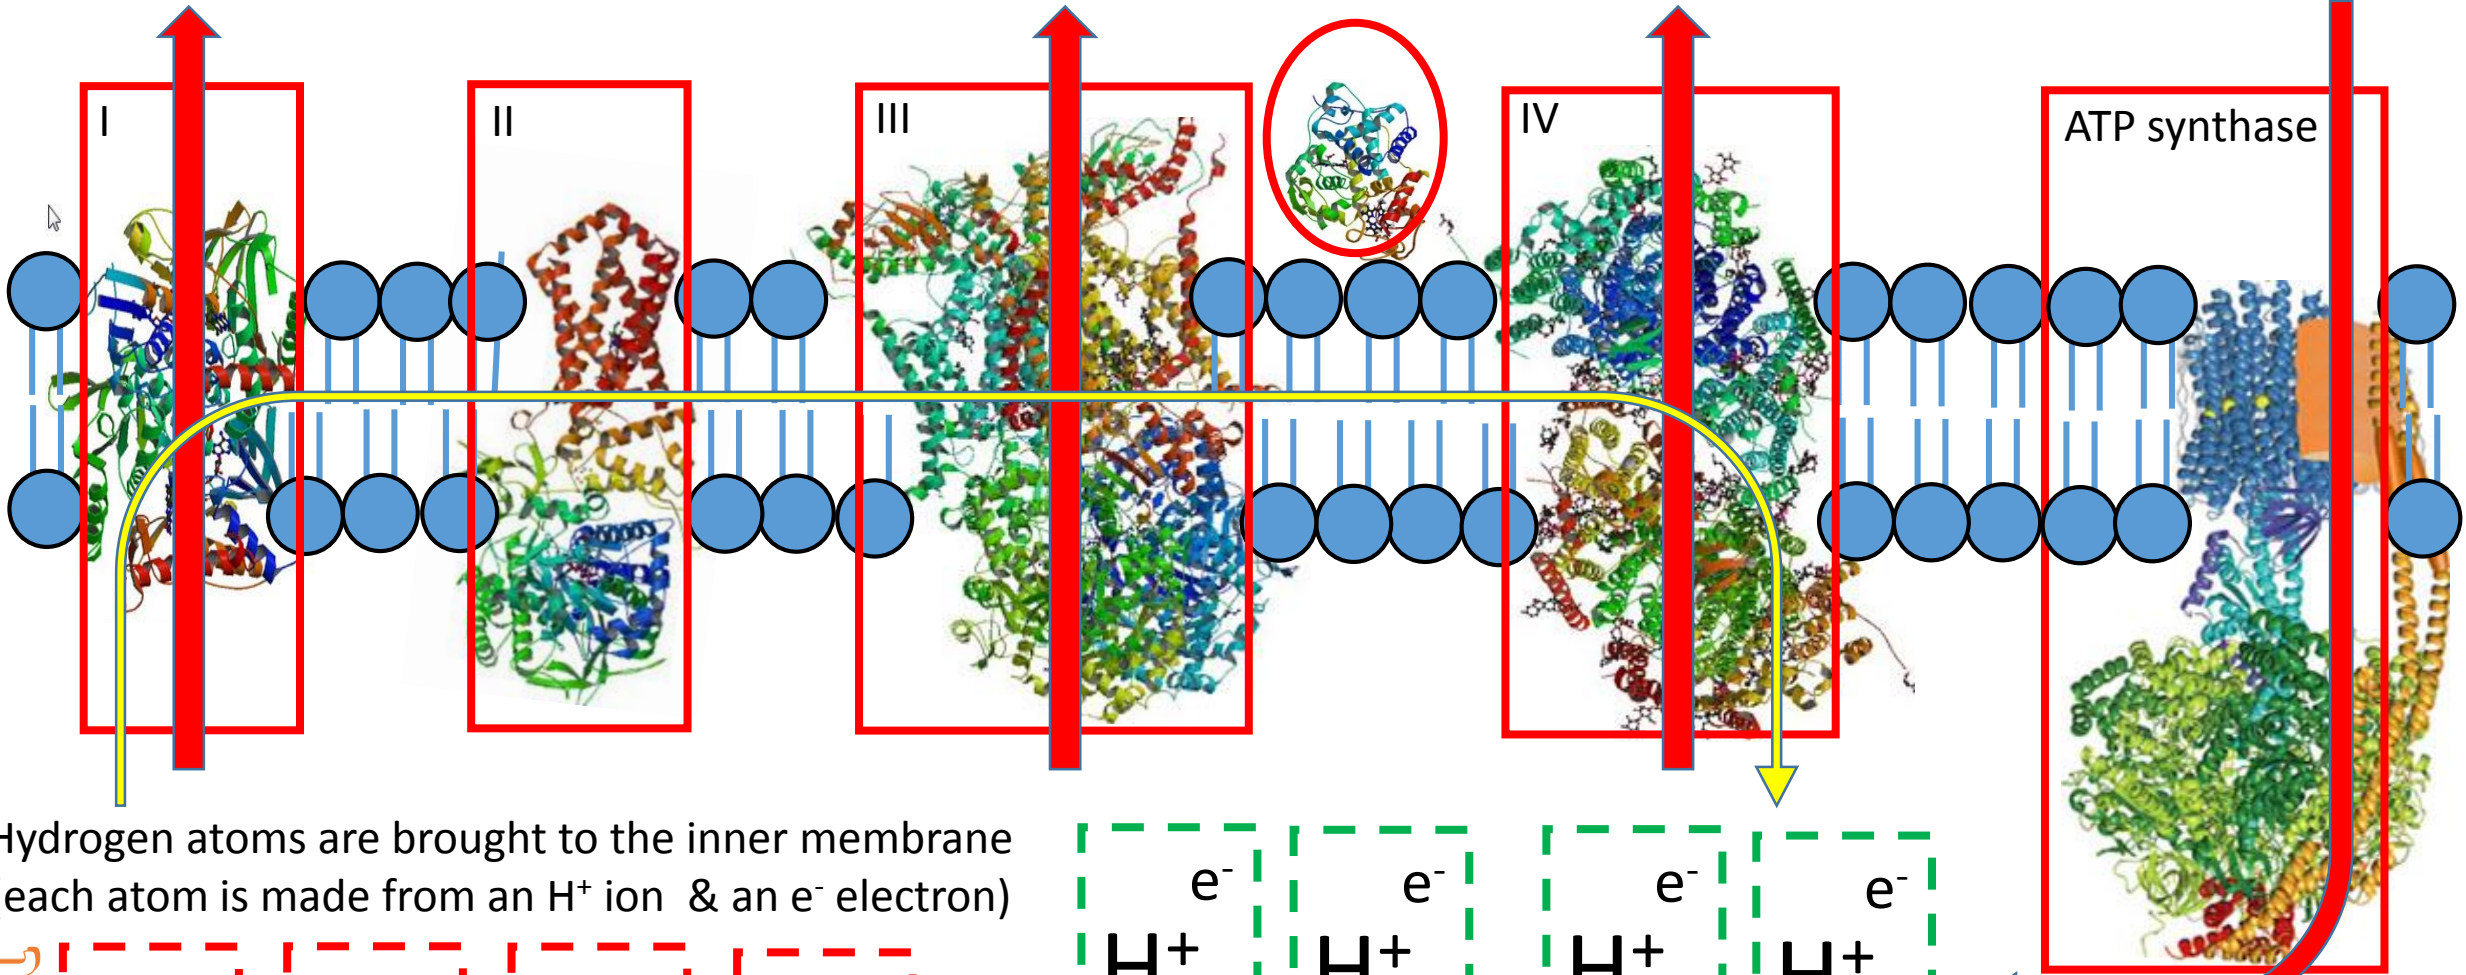 I
II
III
IV
ATP synthase
Hydrogen atoms are brought to the inner membrane
(each atom is made from an H⁺ ion & an e⁻ electron)
e⁻
e⁻
e⁻
e⁻
H⁺
H⁺
H⁺
H⁺